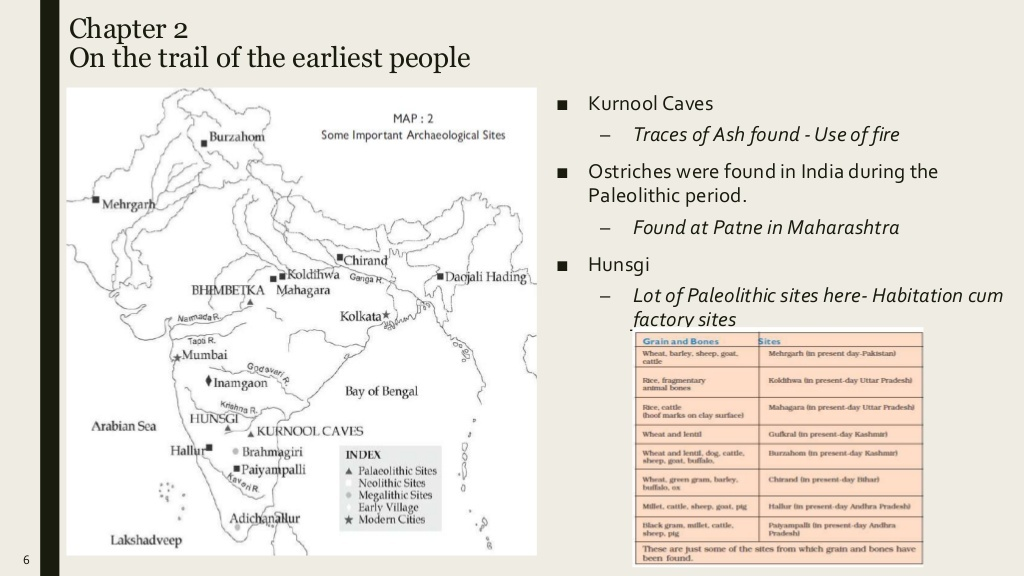 Chapter 2
On the trail of the earliest people
MAP : 2
Some Important Archaeological Sites
Burzahom
Mehrgarh
Chirand
Koldihwa
Ganga R.
Daojali Hading
BHIMBETKA
Mahagara
Narmada R.
Kolkata
Tapti R.
Mumbai
Godavari R.
Inamgaon
Bay of Bengal
Krishna R.
HUNSGI
Arabian Sea
KURNOOL CAVES
Hallur
Brahmagiri
Paiyampalli
Kaveri R.
Adichanallur
Lakshadweep
INDEX
Palaeolithic Sites
Neolithic Sites
Megalithic Sites
Early Village
Modern Cities
■ Kurnool Caves
– Traces of Ash found - Use of fire
■ Ostriches were found in India during the
Paleolithic period.
– Found at Patne in Maharashtra
■ Hunsgi
– Lot of Paleolithic sites here- Habitation cum
factory sites
Grain and Bones Sites
Wheat, barley, sheep, goat, Mehrgarh (in present day-Pakistan)
cattle
Rice, fragmentary Koldihwa (in present-day Uttar Pradesh)
animal bones
Rice, cattle Mahagara (in present-day Uttar Pradesh)
(hoof marks on clay surface)
Wheat and lentil Gufkral (in present-day Kashmir)
Wheat and lentil, dog, cattle, Burzahom (in present-day Kashmir)
sheep, goat, buffalo,
Wheat, green gram, barley, Chirand (in present-day Bihar)
buffalo, ox
Millet, cattle, sheep, goat, pig Hallur (in present-day Andhra Pradesh)
Black gram, millet, cattle, Paiyampalli (in present-day Andhra
sheep, pig Pradesh)
These are just some of the sites from which grain and bones have
been found.
6